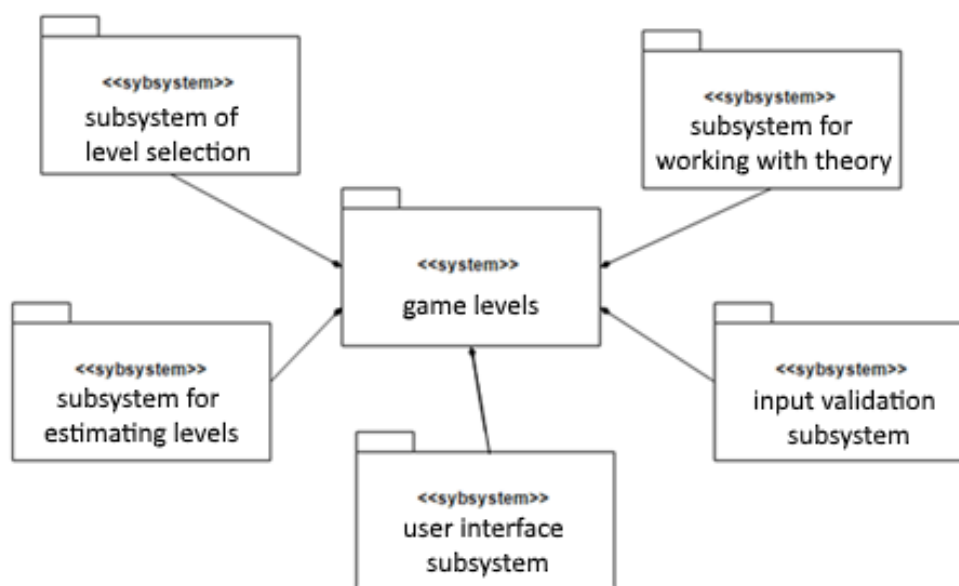 <<sybsystem>>
subsystem of
level selection
<<sybsystem>>
subsystem for
working with theory
<<system>>
game levels
<<sybsystem>>
subsystem for
estimating levels
<<sybsystem>>
input validation
subsystem
<<sybsystem>>
user interface
subsystem